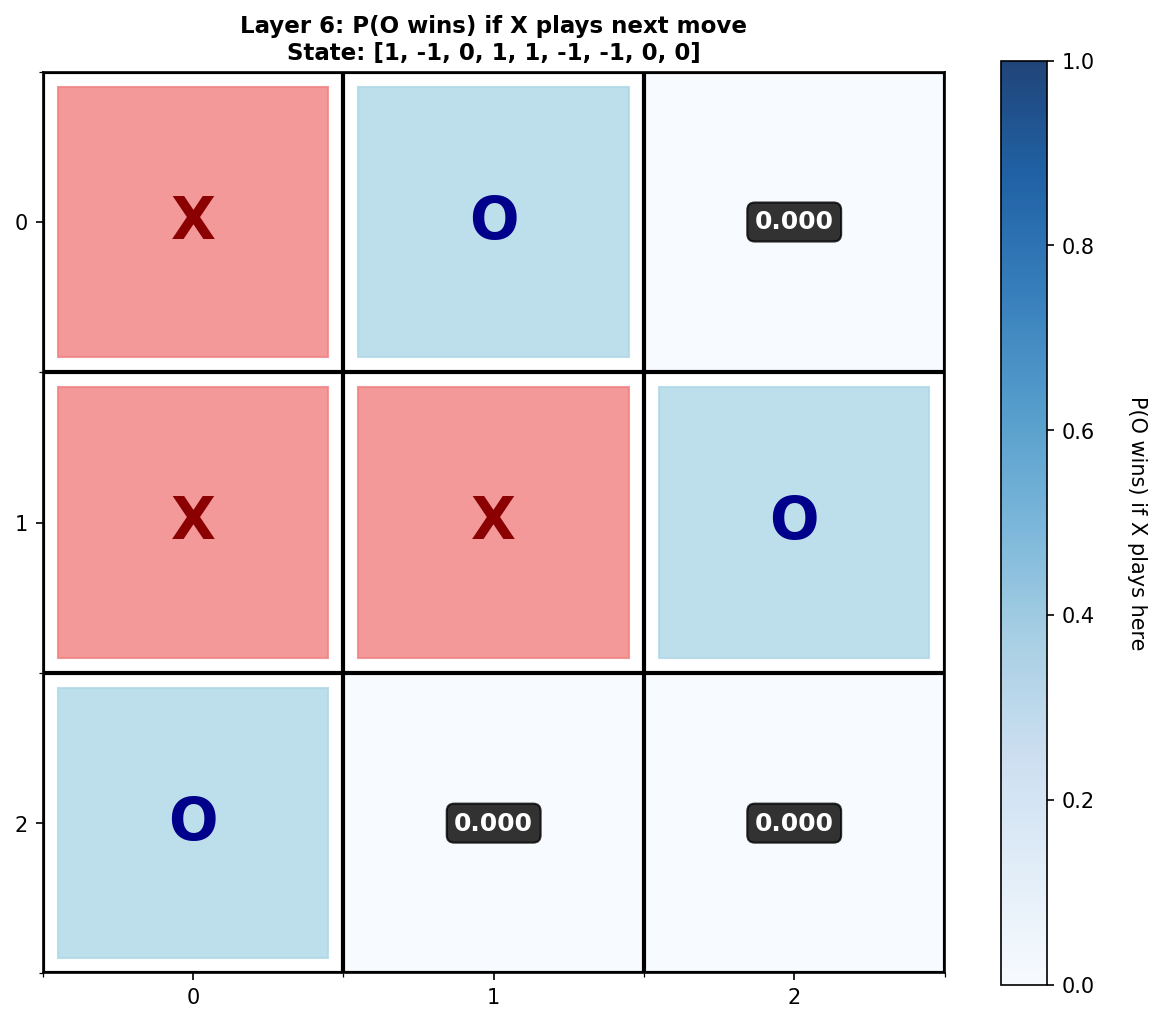 Layer 6: P(O wins) if X plays next move
State: [1, -1, 0, 1, 1, -1, -1, 0, 0]
X
O
0.000
X
X
O
O
0.000
0.000
0
1
2
0
1
2
1.0
0.8
0.6
0.4
0.2
0.0
P(O wins) if X plays here